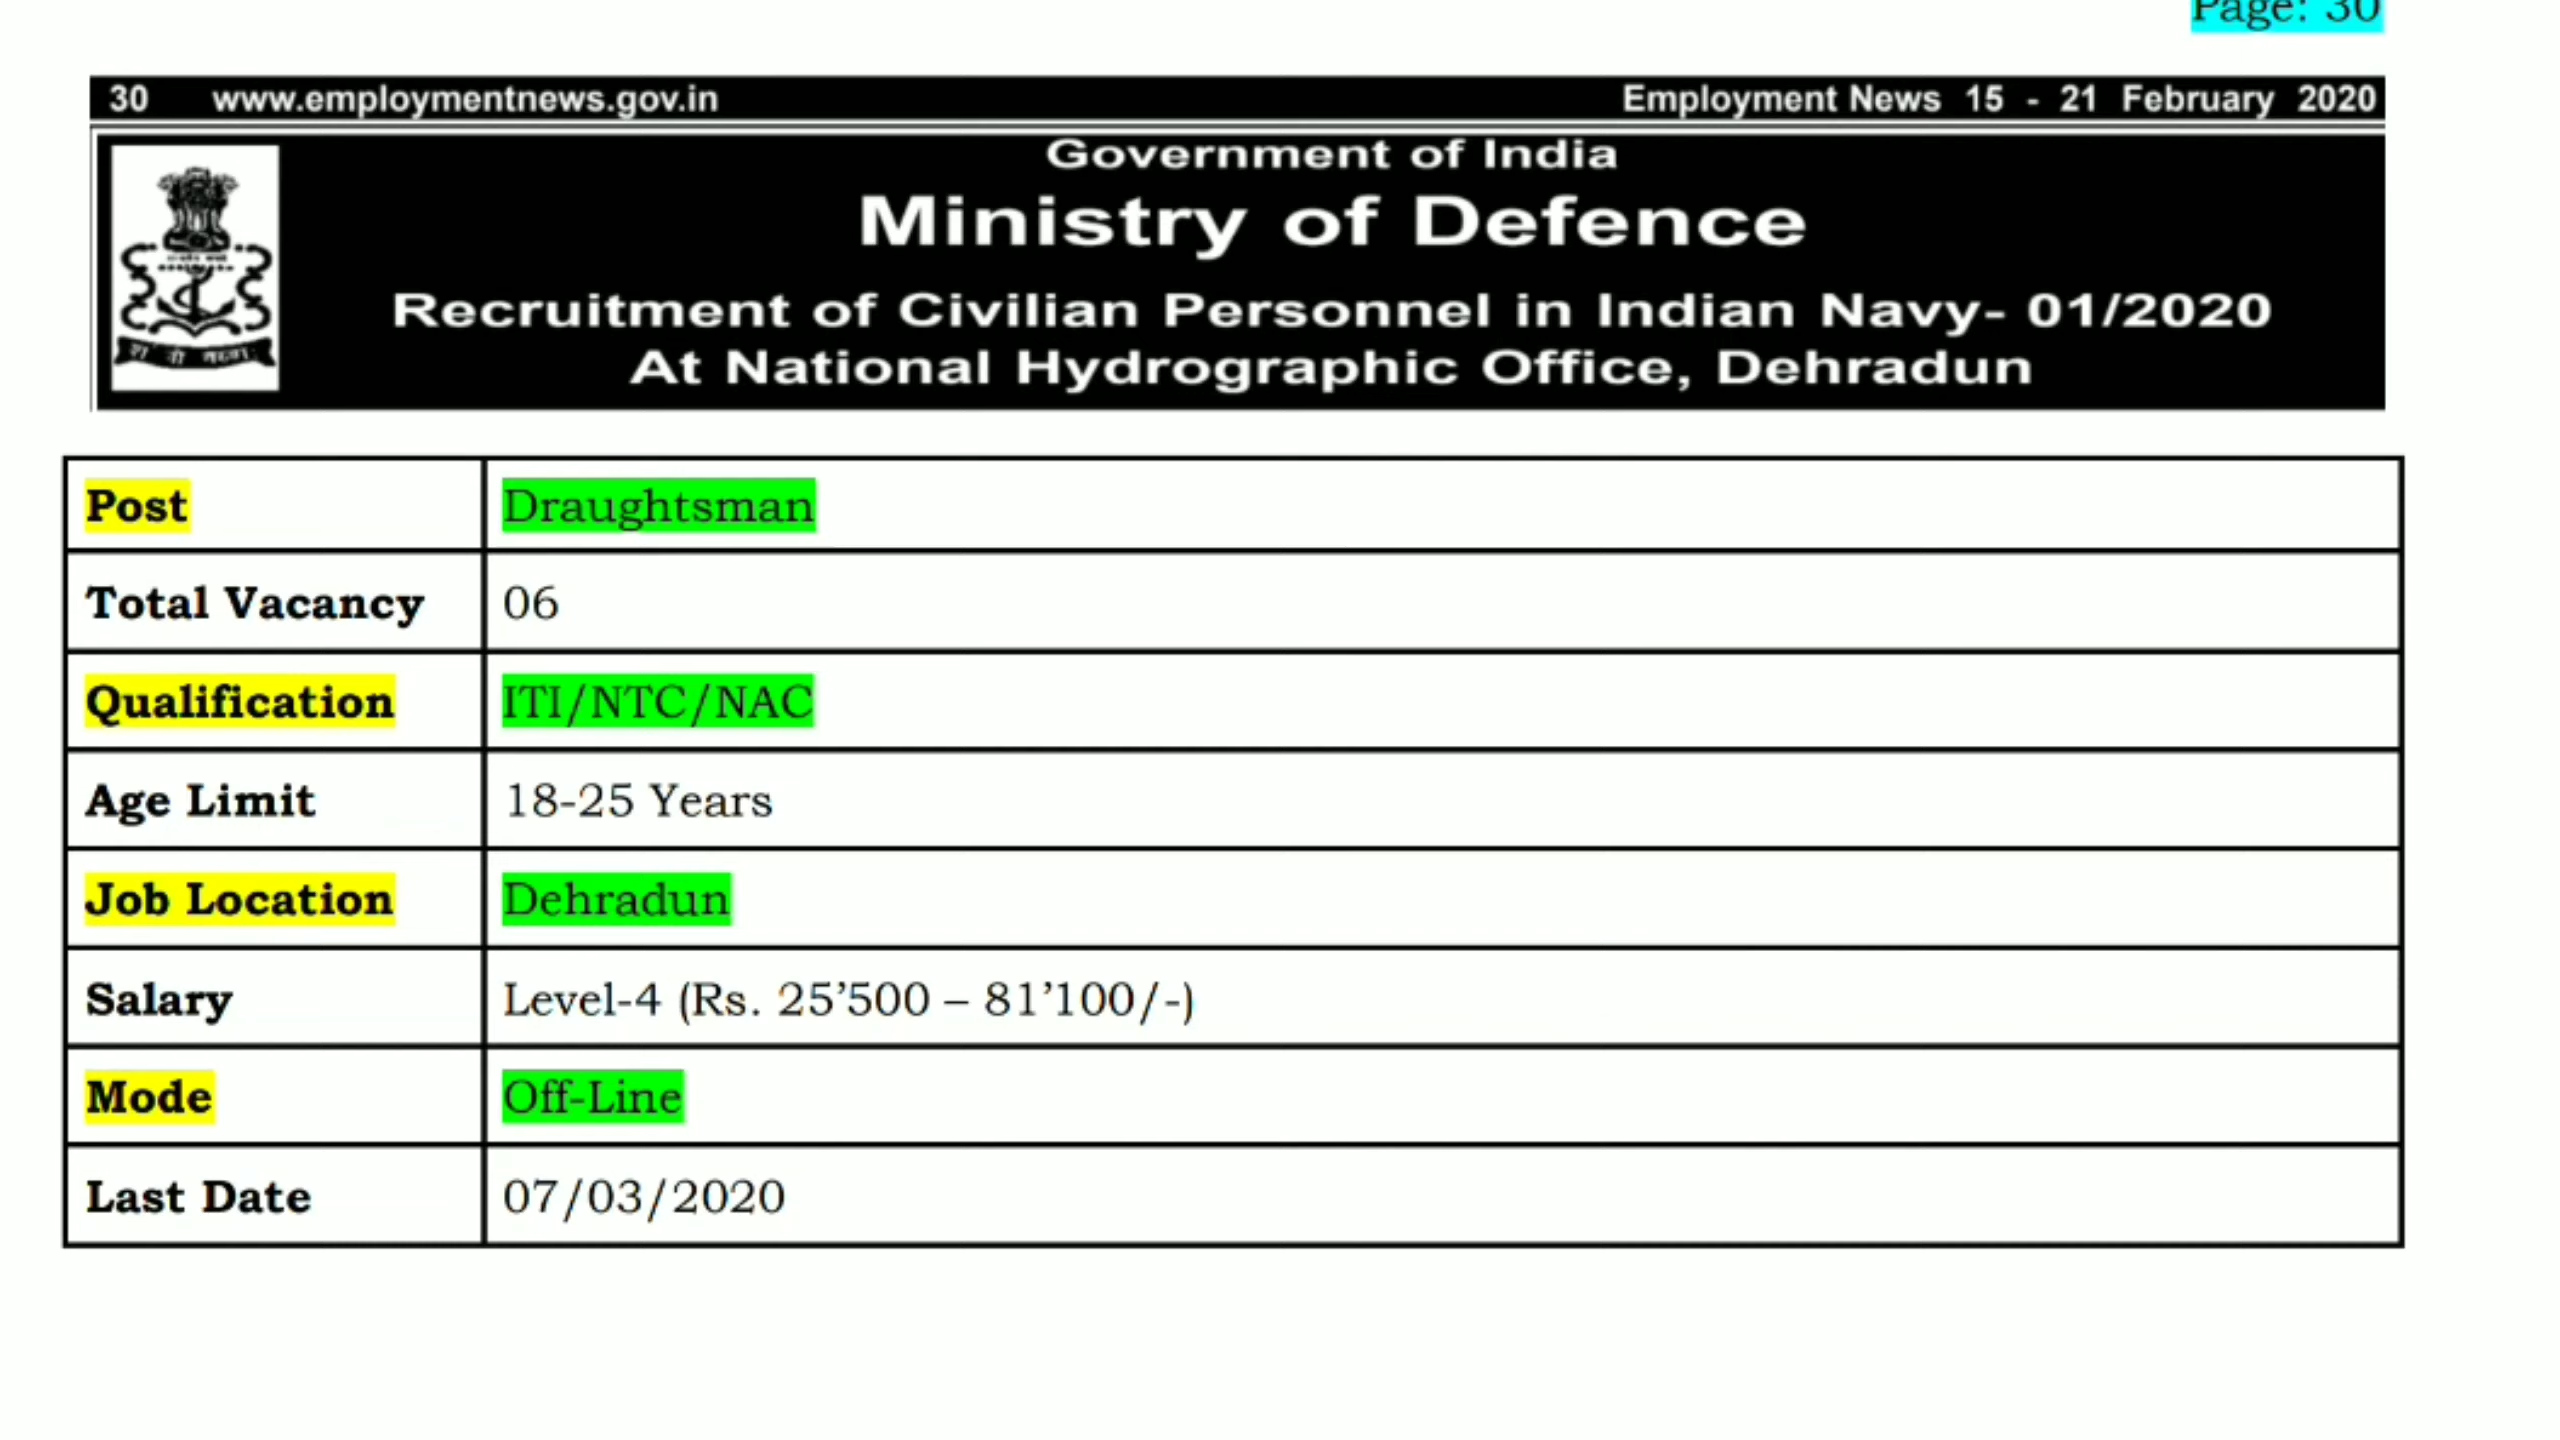 Page: 30
30 www.employmentnews.gov.in Employment News 15 - 21 February 2020
Government of India
Ministry of Defence
Recruitment of Civilian Personnel in Indian Navy- 01/2020
At National Hydrographic Office, Dehradun
Post Draughtsman
Total Vacancy 06
Qualification ITI/NTC/NAC
Age Limit 18-25 Years
Job Location Dehradun
Salary Level-4 (Rs. 25’500 – 81’100/-)
Mode Off-Line
Last Date 07/03/2020